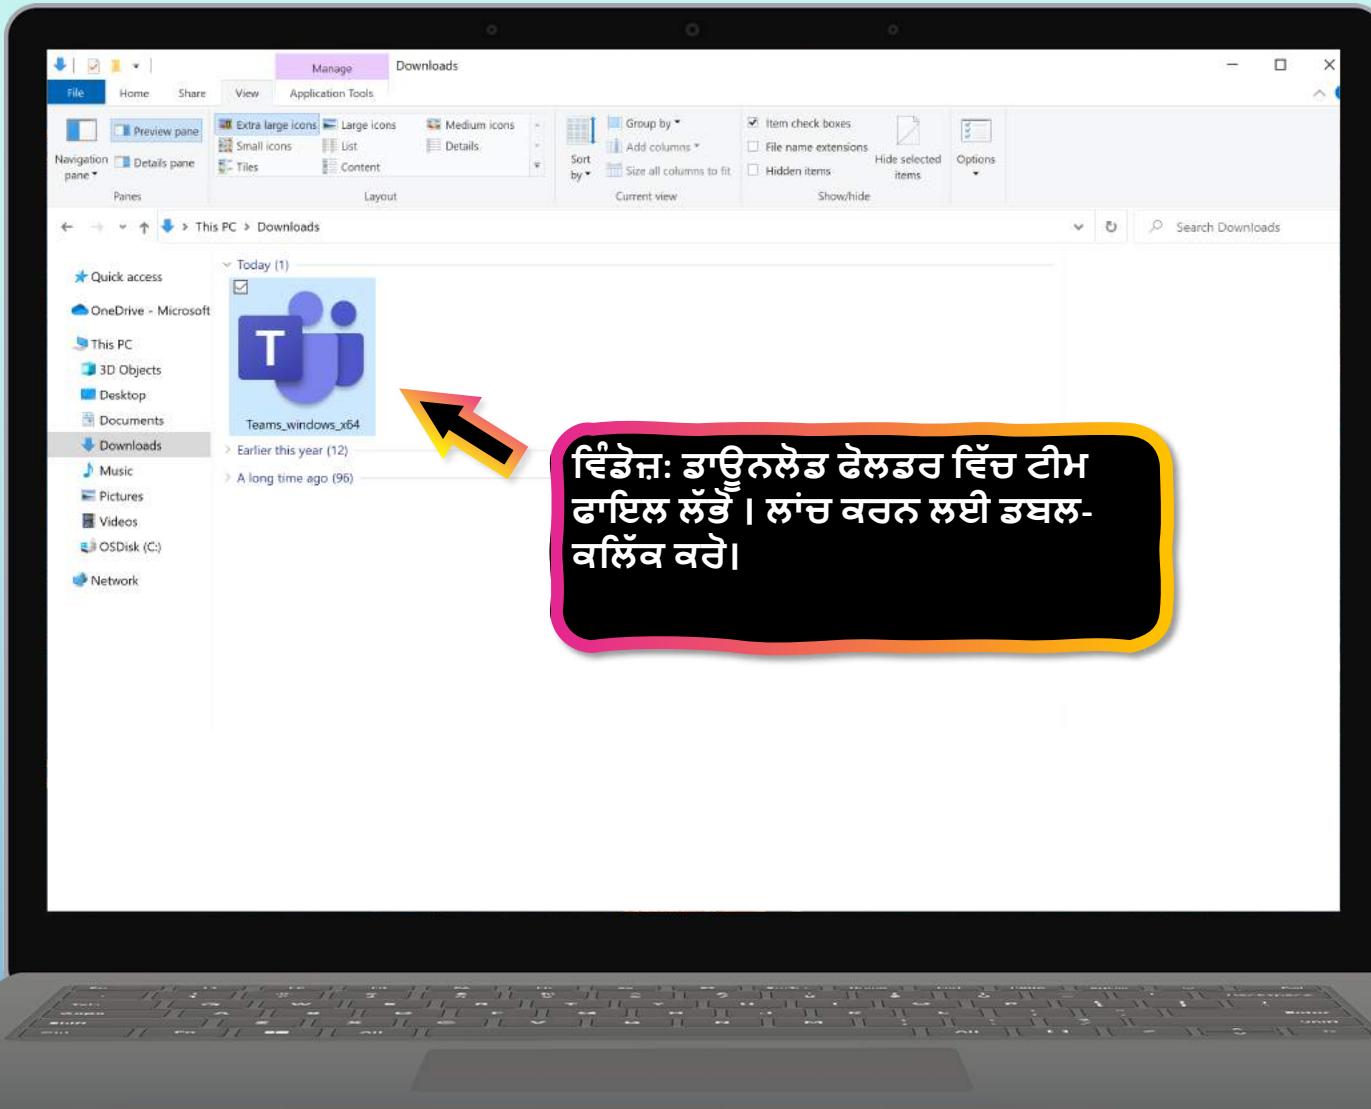 Manage
Downloads
File
Home
Share
View
Application Tools
Navigation pane
Preview pane
Details pane
Panes
Extra large icons
Large icons
Medium icons
Small icons
List
Details
Tiles
Content
Layout
Sort by
Group by
Add columns
Size all columns to fit
Current view
Item check boxes
File name extensions
Hidden items
Hide selected items
Show/hide
Options
This PC > Downloads
Search Downloads
Quick access
OneDrive - Microsoft
This PC
3D Objects
Desktop
Documents
Downloads
Music
Pictures
Videos
OSDisk (C:)
Network
Today (1)
T
Teams_windows_x64
Earlier this year (12)
A long time ago (96)
ਵਿੰਡੋਜ਼: ਡਾਊਨਲੋਡ ਫੋਲਡਰ ਵਿੱਚ ਟੀਮ
ਫਾਇਲ ਲੱਭੋ | ਲਾਂਚ ਕਰਨ ਲਈ ਡਬਲ-
ਕਲਿੱਕ ਕਰੋ।